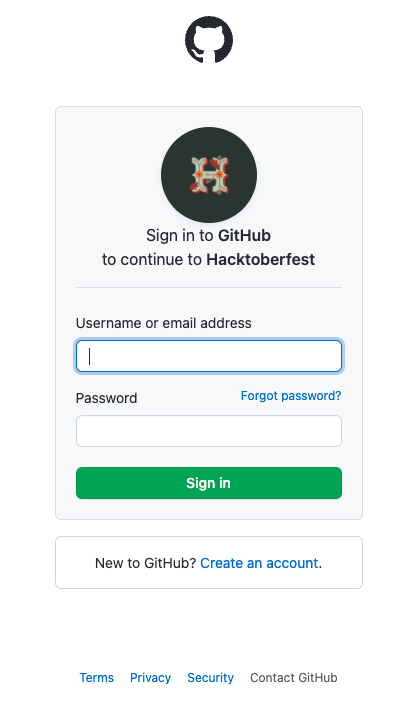 H
Sign in to GitHub
to continue to Hacktoberfest
Username or email address
Password
Forgot password?
Sign in
New to GitHub? Create an account.
Terms Privacy Security Contact GitHub